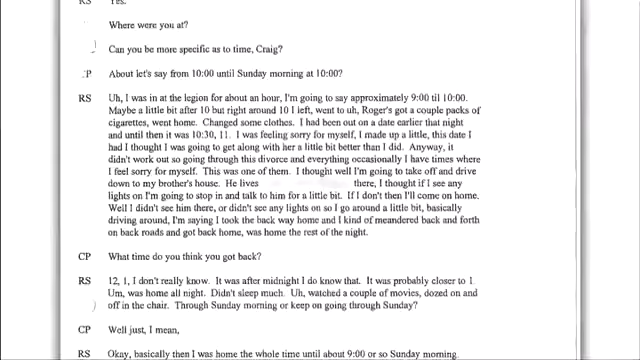 RS Yes.
Where were you at?
Can you be more specific as to time, Craig?
P About let's say from 10:00 until Sunday morning at 10:00?
RS Uh, I was in at the legion for about an hour, I'm going to say approximately 9:00 til 10:00.
Maybe a little bit after 10 but right around 10 I left, went to uh, Roger's got a couple packs of
cigarettes, went home. Changed some clothes. I had been out on a date earlier that night
and until then it was 10:30, 11. I was feeling sorry for myself, I made up a little, this date I
had I thought I was going to get along with her a little bit better than I did. Anyway, it
didn't work out so going through this divorce and everything occasionally I have times where
I feel sorry for myself. This was one of them. I thought well I'm going to take off and drive
down to my brother's house. He lives there, I thought if I see any
lights on I'm going to stop in and talk to him for a little bit. If I don't then I'll come on home.
Well I didn't see him there, or didn't see any lights on so I go around a little bit, basically
driving around, I'm saying I took the back way home and I kind of meandered back and forth
on back roads and got back home, was home the rest of the night.
CP What time do you think you got back?
RS 12, 1, I don't really know. It was after midnight I do know that. It was probably closer to 1.
Um, was home all night. Didn't sleep much. Uh, watched a couple of movies, dozed on and
off in the chair. Through Sunday morning or keep on going through Sunday?
CP Well just, I mean,
RS Okay, basically then I was home the whole time until about 9:00 or so Sunday morning.